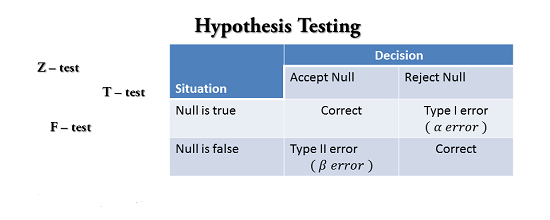 Hypothesis Testing
Z – test
T – test
F – test
Decision
Situation
Accept Null
Reject Null
Null is true
Correct
Type I error
( α error )
Null is false
Type II error
( β error )
Correct